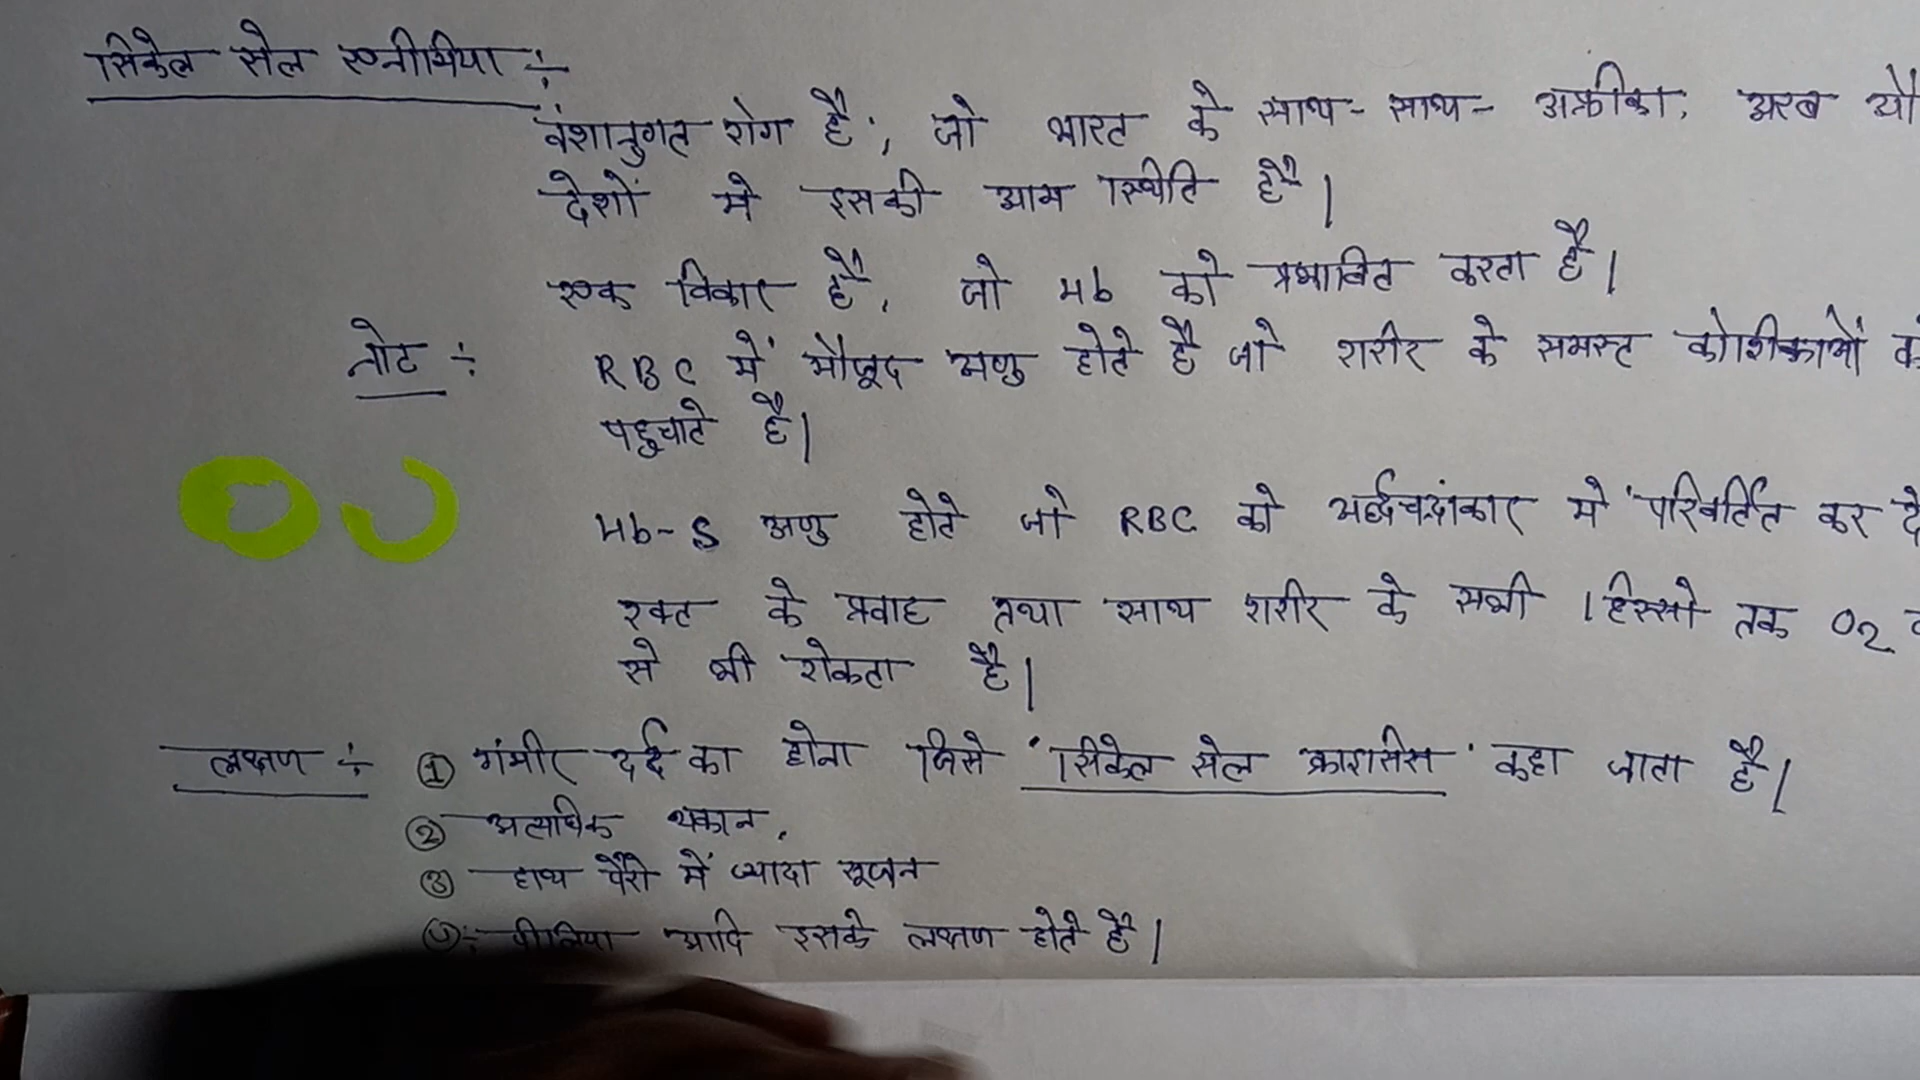 सिकेल सेल एनीमिया ÷
वंशानुगत रोग है, जो भारत के साथ-साथ- अफ्रीका, अरब
देशों मे इसकी आम स्थिति है।
एक विकार है, जो Hb को प्रभावित करता है।
नोट ÷ RBC में मौजूद अणु होते है जो शरीर के समस्त कोशिकाओं
पहुचाते है।
Hb-S अणु होते जो RBC को अर्द्धचंद्रांकार मे परिवर्तित कर
रक्त के प्रवाह तथा साथ शरीर के सभी हिस्सो तक O2
से भी रोकता है।
लक्षण ÷ ① गंभीर दर्द का होना जिसे 'सिकेल सेल क्राइसेस' कहा जाता है।
② अत्यधिक थकान,
③ हाथ पैरो में ज्यादा सूजन
पीलिया आदि इसके लक्षण होते है।